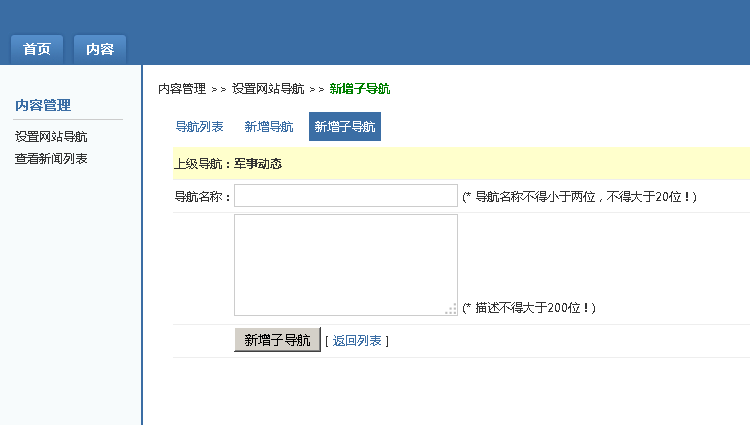 首页 内容
内容管理
设置网站导航
查看新闻列表
内容管理 >> 设置网站导航 >> 新增子导航
导航列表 新增导航 新增子导航
上级导航：军事动态
导航名称： (* 导航名称不得小于两位，不得大于20位！)
(* 描述不得大于200位！)
新增子导航 [ 返回列表 ]